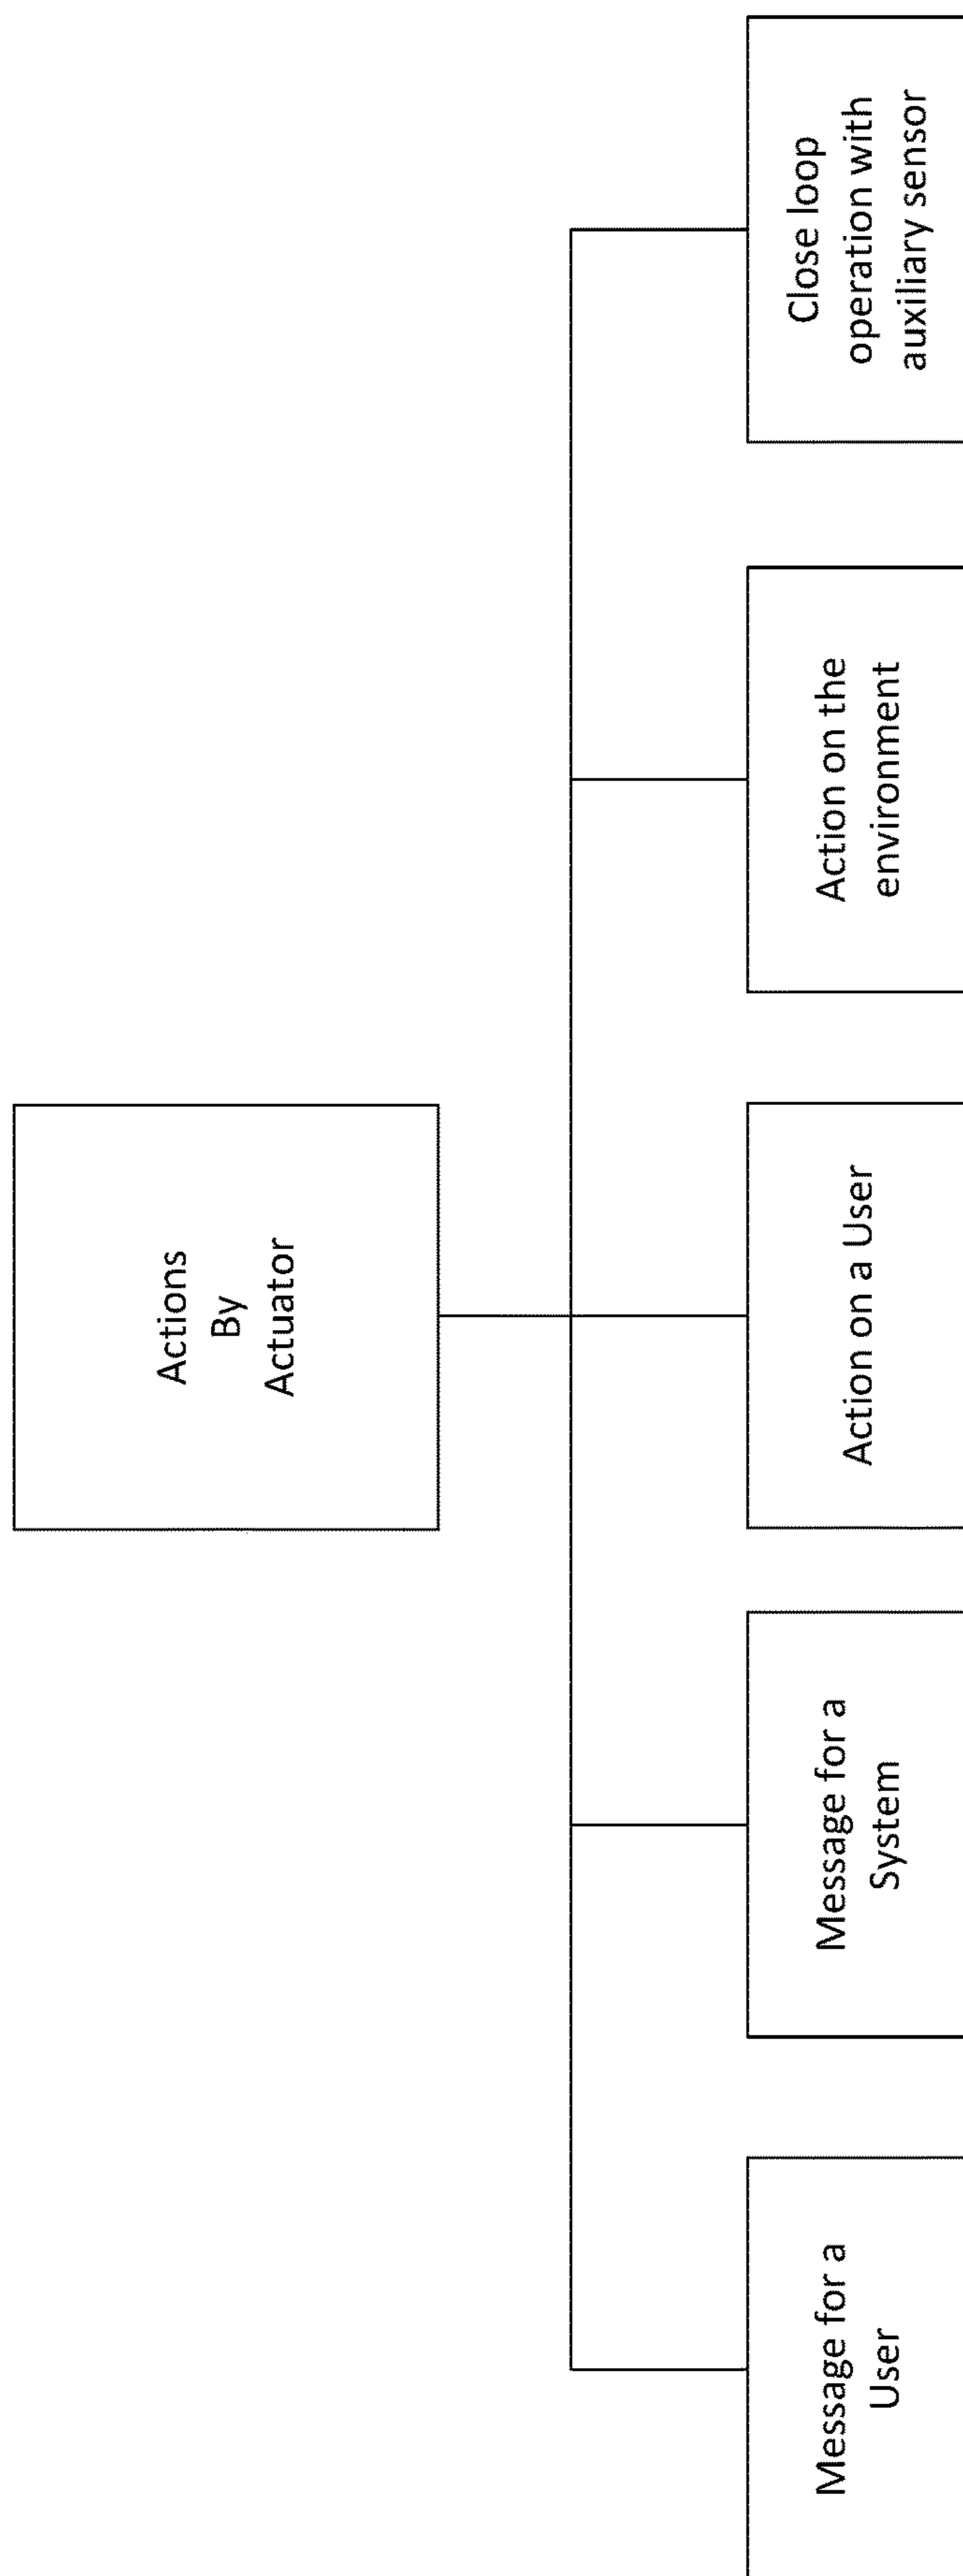 Actions
By
Actuator
Message for a
User
Message for a
System
Action on a User
Action on the
environment
Close loop
operation with
auxiliary sensor